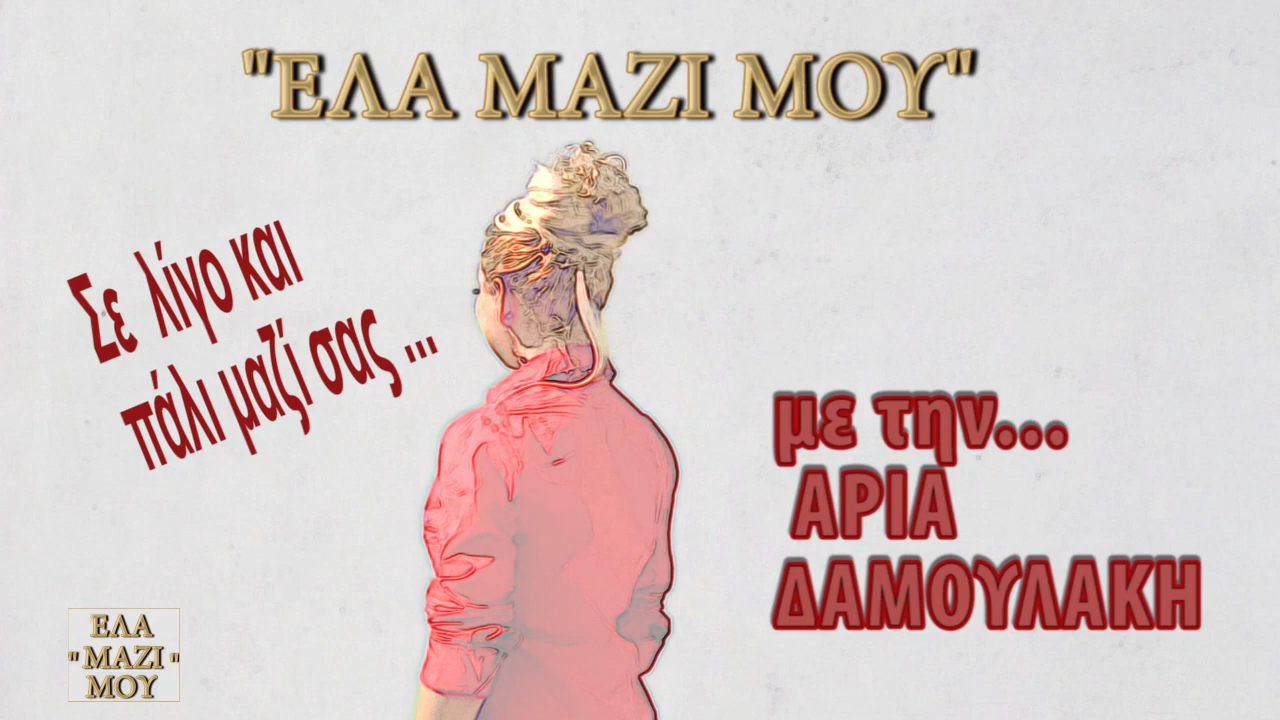 "ΕΛΑ ΜΑΖΙ ΜΟΥ"
Σε λίγο και
πάλι μαζί σας ...
με την...
ΑΡΙΑ
ΔΑΜΟΥΛΑΚΗ
ΕΛΑ
"ΜΑΖΙ"
ΜΟΥ